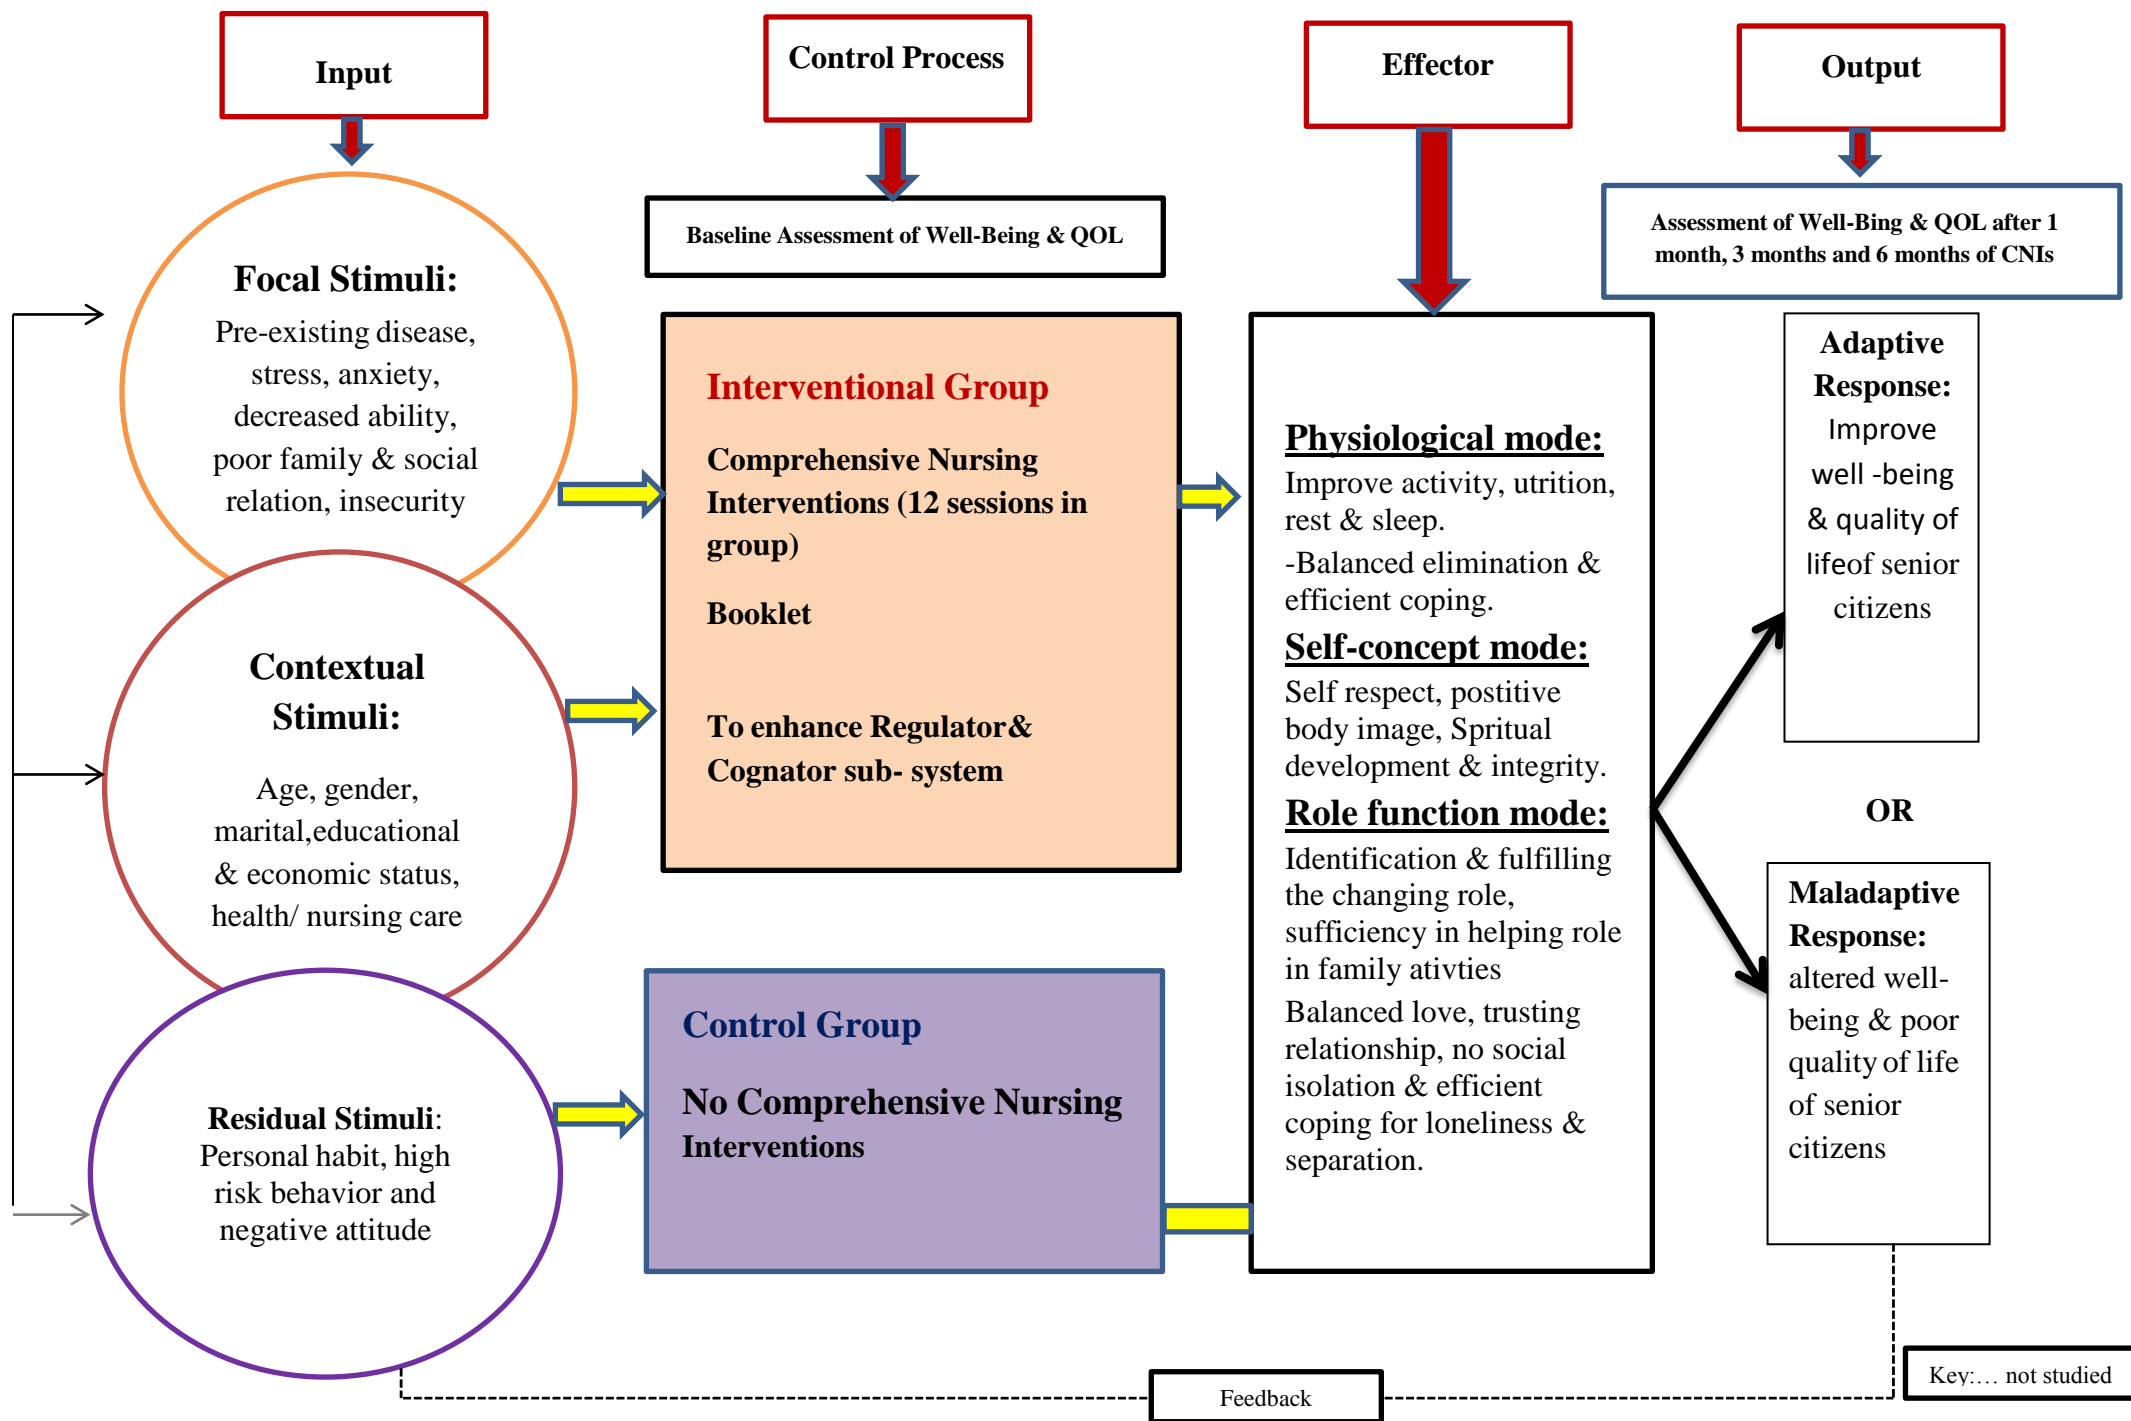 Input
Control Process
Effector
Output
Focal Stimuli:
Pre-existing disease,
stress, anxiety,
decreased ability,
poor family & social
relation, insecurity
Contextual
Stimuli:
Age, gender,
marital,educational
& economic status,
health/ nursing care
Residual Stimuli:
Personal habit, high
risk behavior and
negative attitude
Baseline Assessment of Well-Being & QOL
Interventional Group
Comprehensive Nursing
Interventions (12 sessions in
group)
Booklet
To enhance Regulator&
Cognator sub- system
Control Group
No Comprehensive Nursing
Interventions
Physiological mode:
Improve activity, utrition,
rest & sleep.
-Balanced elimination &
efficient coping.
Self-concept mode:
Self respect, postitive
body image, Spritual
development & integrity.
Role function mode:
Identification & fulfilling
the changing role,
sufficiency in helping role
in family ativties
Balanced love, trusting
relationship, no social
isolation & efficient
coping for loneliness &
separation.
Assessment of Well-Bing & QOL after 1
month, 3 months and 6 months of CNIs
Adaptive
Response:
Improve
well -being
& quality of
lifeof senior
citizens
OR
Maladaptive
Response:
altered well-
being & poor
quality of life
of senior
citizens
Feedback
Key:… not studied